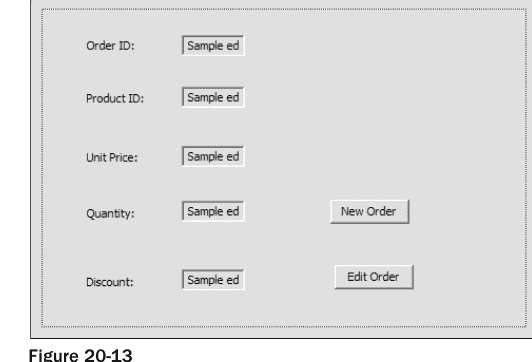 Order ID: Sample ed
Product ID: Sample ed
Unit Price: Sample ed
Quantity: Sample ed New Order
Discount: Sample ed Edit Order
Figure 20-13